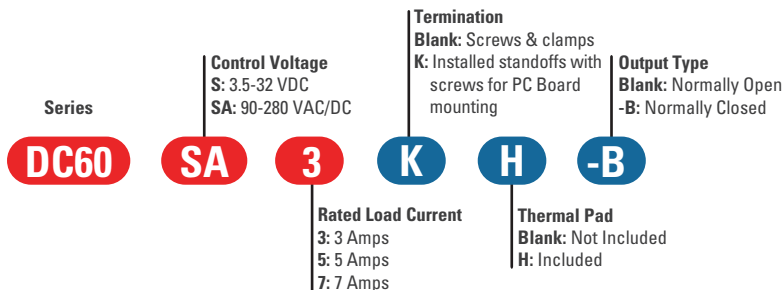 Termination
Blank: Screws & clamps
K: Installed standoffs with
screws for PC Board
mounting
Control Voltage
S: 3.5-32 VDC
SA: 90-280 VAC/DC
Output Type
Blank: Normally Open
-B: Normally Closed
Series
DC60 SA 3 K H -B
Rated Load Current
3: 3 Amps
5: 5 Amps
7: 7 Amps
Thermal Pad
Blank: Not Included
H: Included